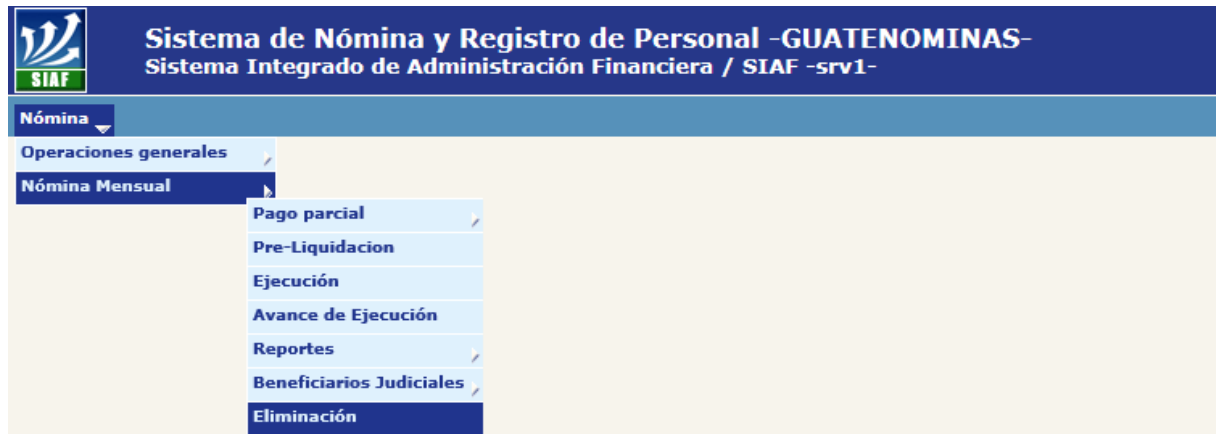 SIAF
Sistema de Nómina y Registro de Personal -GUATENOMINAS-
Sistema Integrado de Administración Financiera / SIAF -srv1-
Nómina
Operaciones generales
Nómina Mensual
Pago parcial
Pre-Liquidacion
Ejecución
Avance de Ejecución
Reportes
Beneficiarios Judiciales
Eliminación